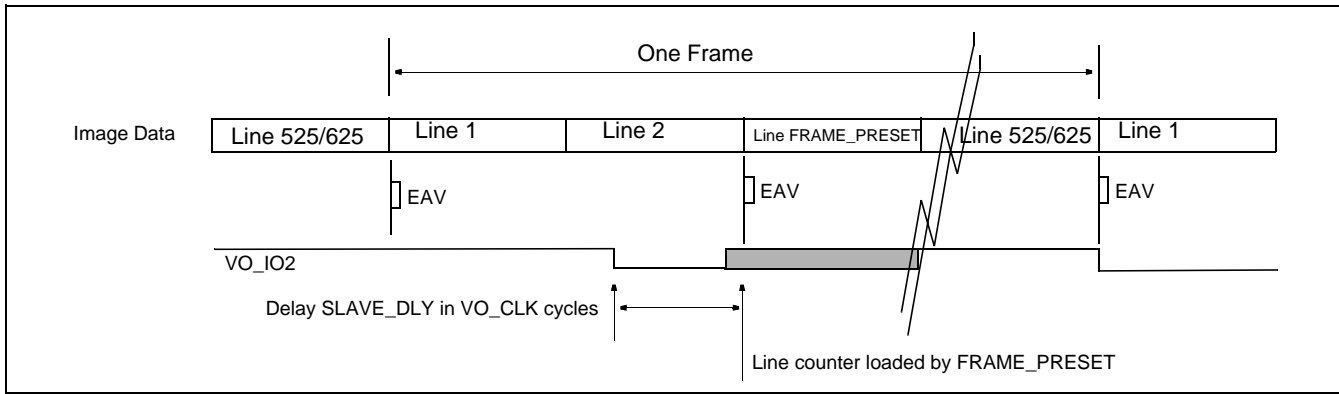 One Frame
Image Data
Line 525/625
Line 1
Line 2
Line FRAME_PRESET
Line 525/625
Line 1
EAV
EAV
EAV
VO_IO2
Delay SLAVE_DLY in VO_CLK cycles
Line counter loaded by FRAME_PRESET